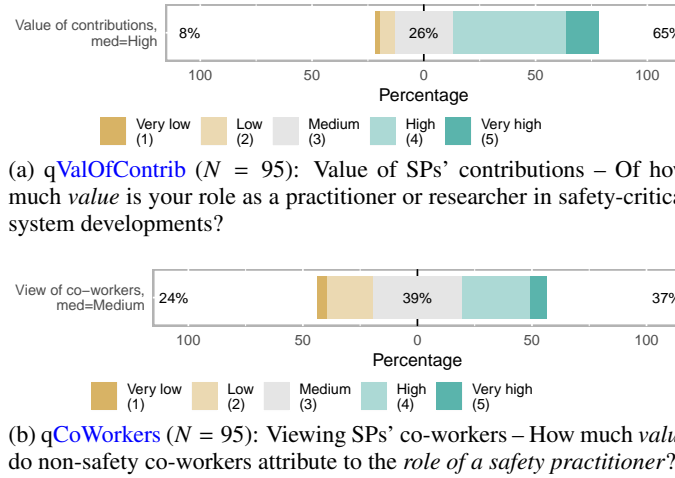 Value of contributions,
med=High
8%
26%
65%
100
50
0
50
100
Percentage
Very low
(1)
Low
(2)
Medium
(3)
High
(4)
Very high
(5)
(a) qValOfContrib (N = 95): Value of SPs' contributions – Of how
much value is your role as a practitioner or researcher in safety-critical
system developments?
View of co−workers,
med=Medium
24%
39%
37%
100
50
0
50
100
Percentage
Very low
(1)
Low
(2)
Medium
(3)
High
(4)
Very high
(5)
(b) qCoWorkers (N = 95): Viewing SPs' co-workers – How much value
do non-safety co-workers attribute to the role of a safety practitioner?